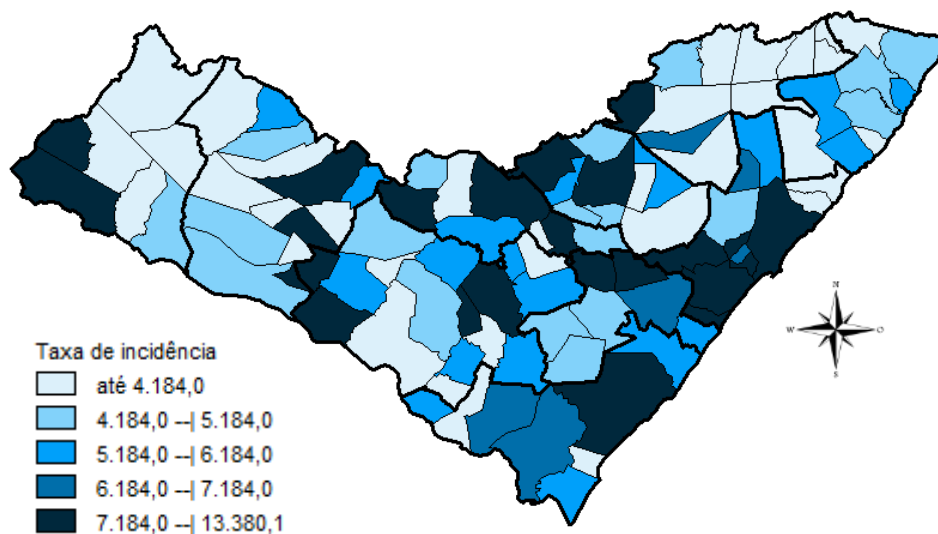 N
W
O
S
Taxa de incidência
até 4.184,0
4.184,0 --| 5.184,0
5.184,0 --| 6.184,0
6.184,0 --| 7.184,0
7.184,0 --| 13.380,1